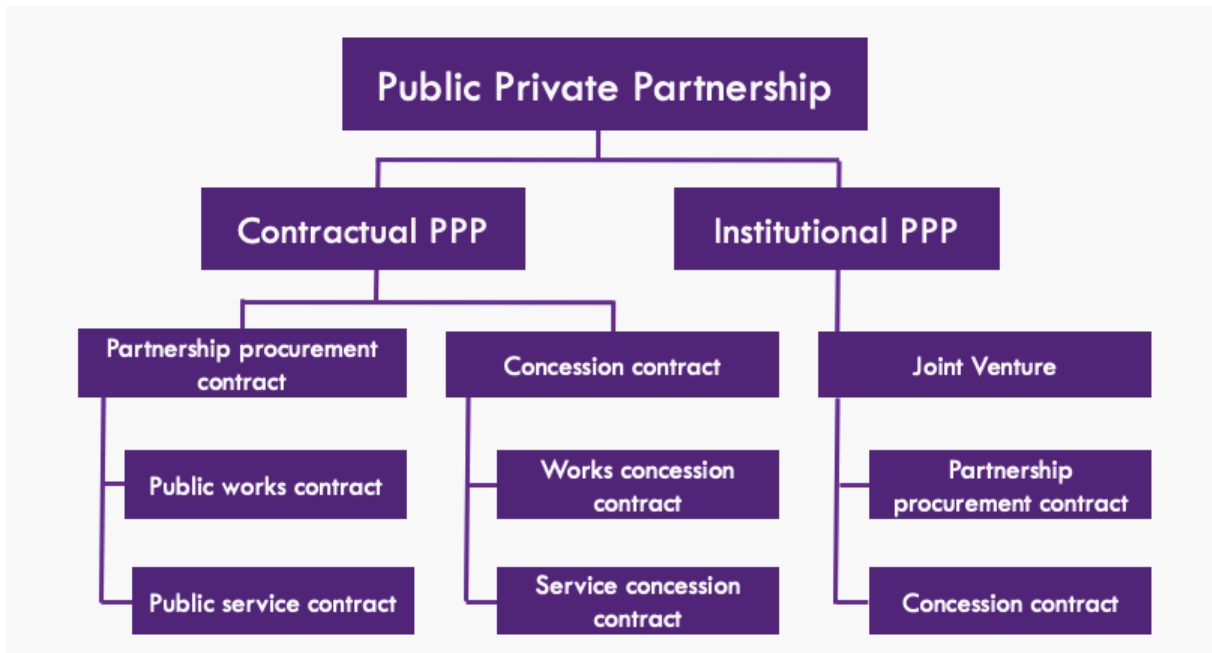 Public Private Partnership
Contractual PPP
Institutional PPP
Partnership procurement
contract
Concession contract
Joint Venture
Public works contract
Works concession
contract
Partnership
procurement contract
Public service contract
Service concession
contract
Concession contract